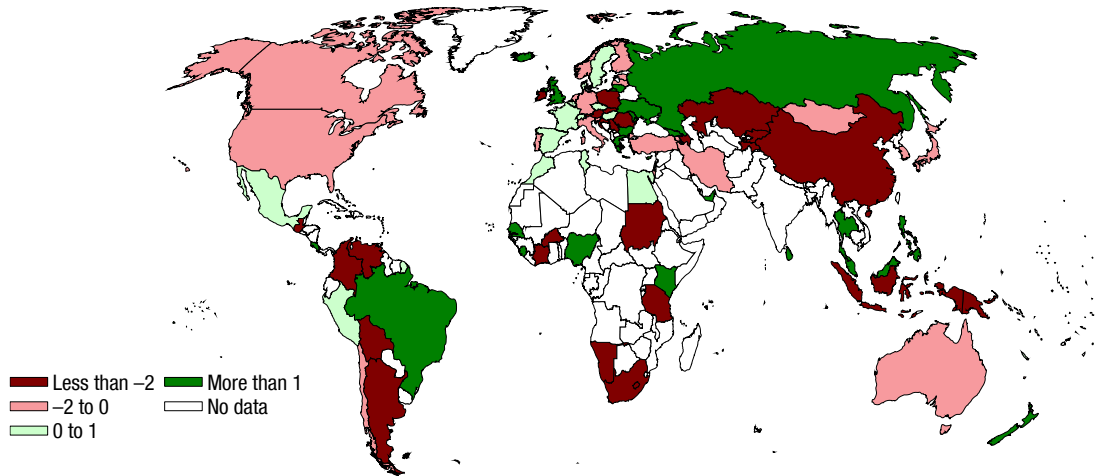 Less than –2
–2 to 0
0 to 1
More than 1
No data